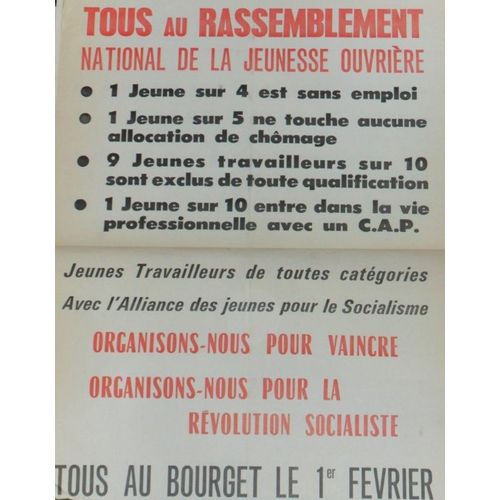 TOUS AU RASSEMBLEMENT
NATIONAL DE LA JEUNESSE OUVRIÈRE
• 1 Jeune sur 4 est sans emploi
• 1 Jeune sur 5 ne touche aucune
allocation de chômage
• 9 Jeunes travailleurs sur 10
sont exclus de toute qualification
• 1 Jeune sur 10 entre dans la vie
professionnelle avec un C.A.P.
Jeunes Travailleurs de toutes catégories
Avec l'Alliance des jeunes pour le Socialisme
ORGANISONS-NOUS POUR VAINCRE
ORGANISONS-NOUS POUR LA
RÉVOLUTION SOCIALISTE
TOUS AU BOURGET LE 1er FEVRIER